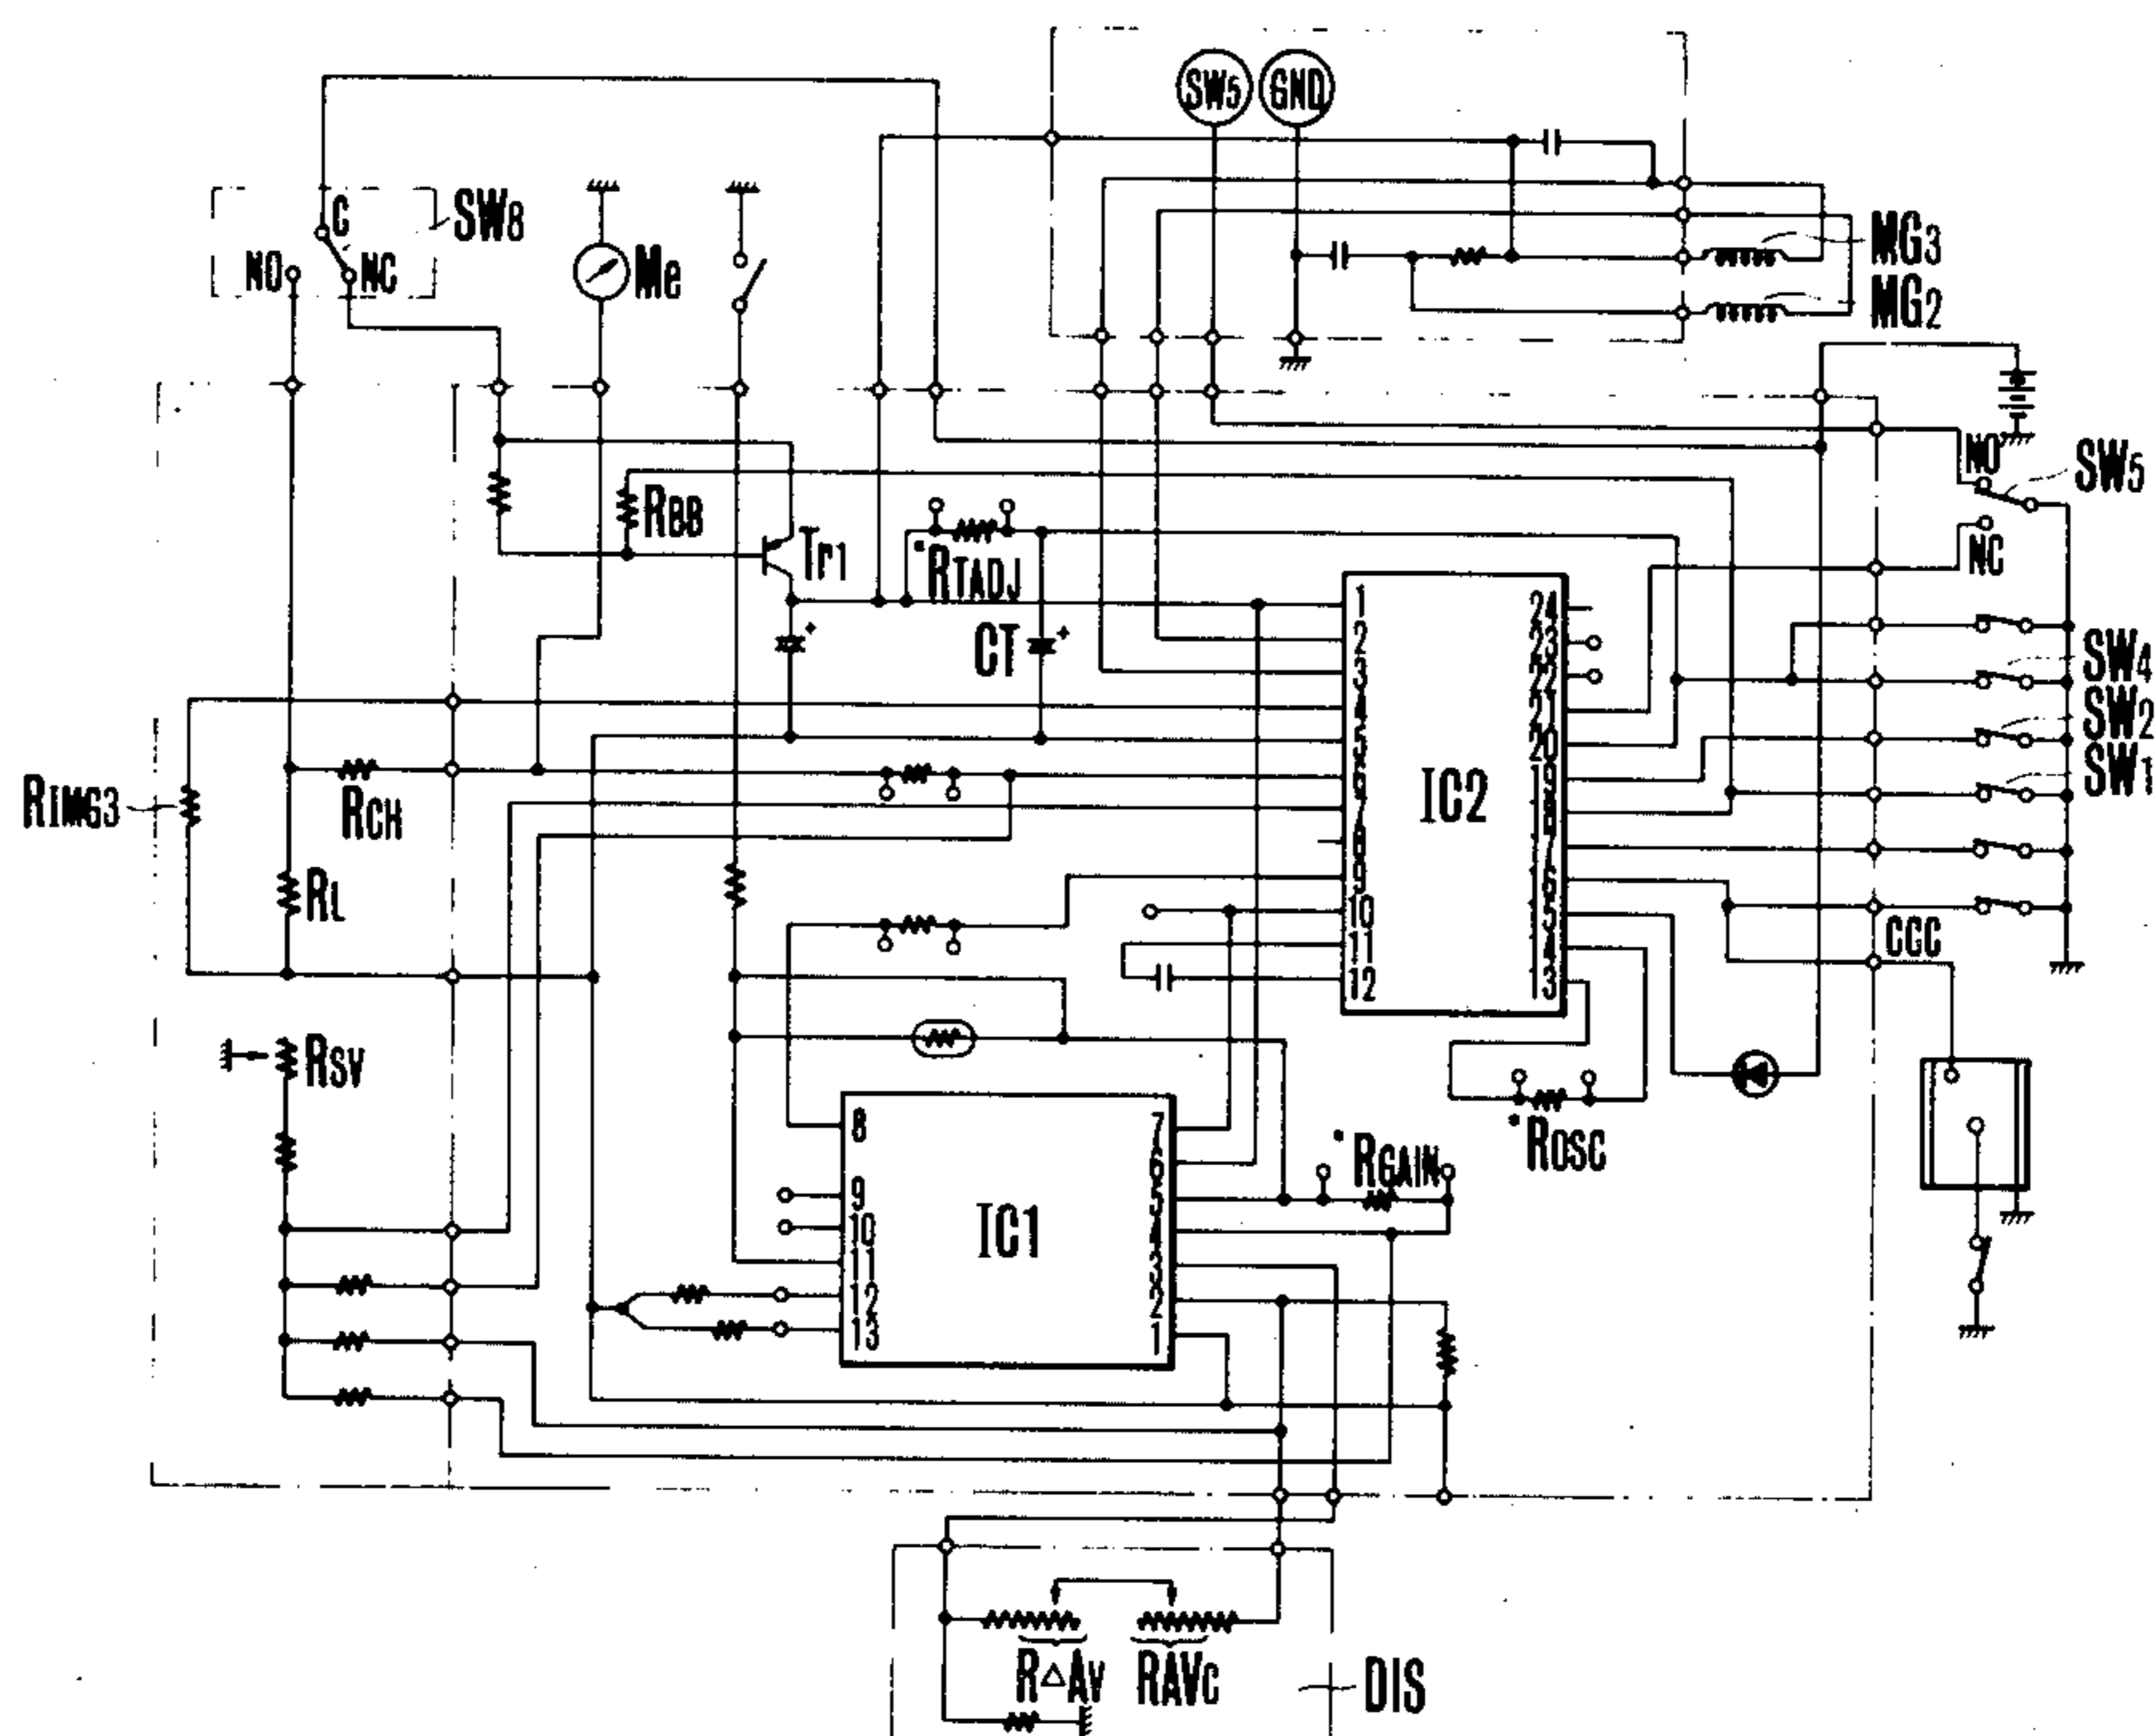 SW5 GND
C SW8
NO NC Me
MG3
MG2
NO SW5
RBB
Tr1 *RTADJ NC
CT
1 24
2 23
3 22
4 21
5 20
6 19
7 18
8 17
9 16
10 15
11 14
12 13
IC2
SW4
SW2
SW1
RIMG3
RCH
RL
CGC
RSV
*ROSC
*RGAIN
8 7
6
9 5
10 4
11 3
12 2
13 1
IC1
R△AV RAVC
DIS